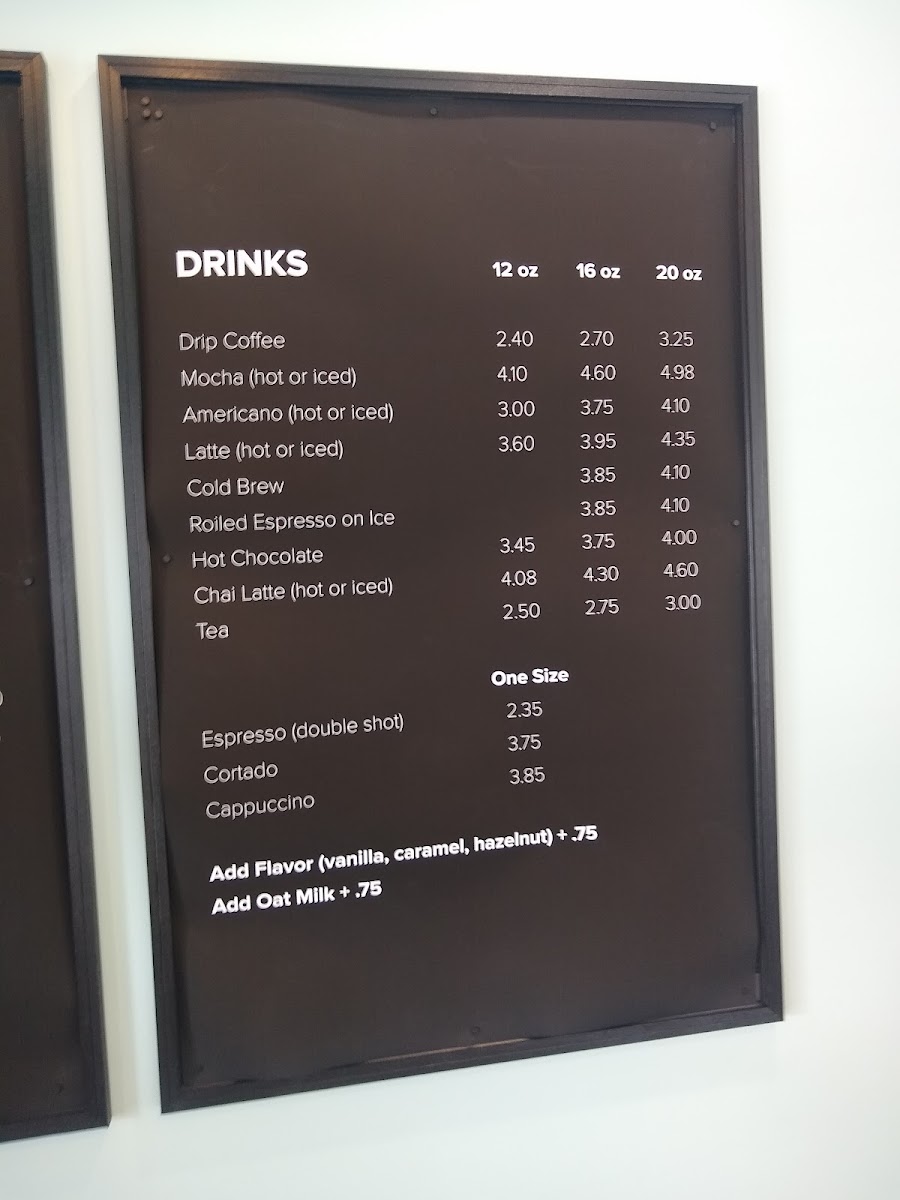 DRINKS 12 oz 16 oz 20 oz
Drip Coffee 2.40 2.70 3.25
Mocha (hot or iced) 4.10 4.60 4.98
Americano (hot or iced) 3.00 3.75 4.10
Latte (hot or iced) 3.60 3.95 4.35
Cold Brew 3.85 4.10
Roiled Espresso on Ice 3.85 4.10
Hot Chocolate 3.45 3.75 4.00
Chai Latte (hot or iced) 4.08 4.30 4.60
Tea 2.50 2.75 3.00
One Size
Espresso (double shot) 2.35
Cortado 3.75
Cappuccino 3.85
Add Flavor (vanilla, caramel, hazelnut) + .75
Add Oat Milk + .75